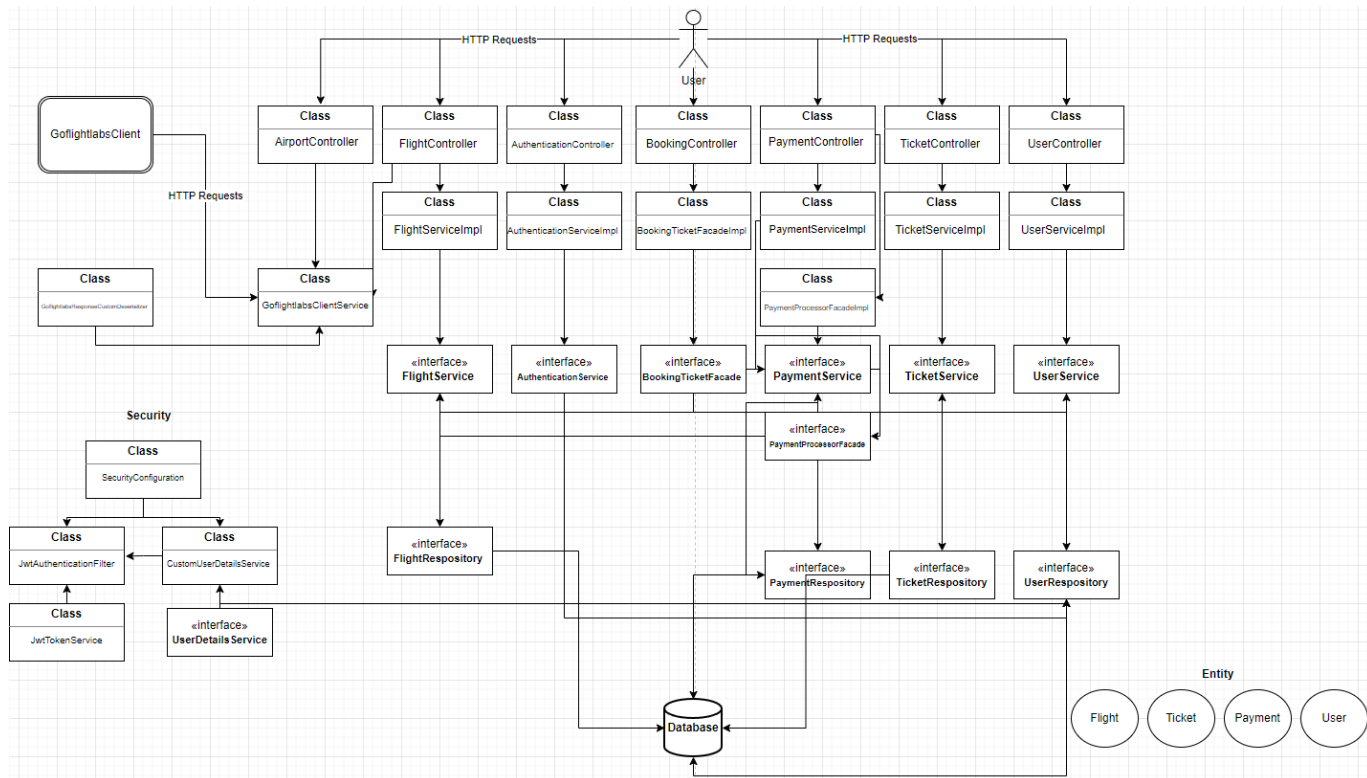 HTTP Requests
HTTP Requests
User
GoflightlabsClient
HTTP Requests
Class
AirportController
Class
FlightController
Class
AuthenticationController
Class
BookingController
Class
PaymentController
Class
TicketController
Class
UserController
Class
FlightServiceImpl
Class
AuthenticationServiceImpl
Class
BookingTicketFacadeImpl
Class
PaymentServiceImpl
Class
TicketServiceImpl
Class
UserServiceImpl
Class
Class
GoflightlabsClientService
Class
PaymentProcessorFacadeImpl
«interface»
FlightService
«interface»
AuthenticationService
«interface»
BookingTicketFacade
«interface»
PaymentService
«interface»
TicketService
«interface»
UserService
«interface»
PaymentProcessorFacade
Security
Class
SecurityConfiguration
Class
JwtAuthenticationFilter
Class
CustomUserDetailsService
Class
JwtTokenService
«interface»
UserDetailsService
«interface»
FlightRespository
«interface»
PaymentRespository
«interface»
TicketRespository
«interface»
UserRespository
Database
Entity
Flight
Ticket
Payment
User